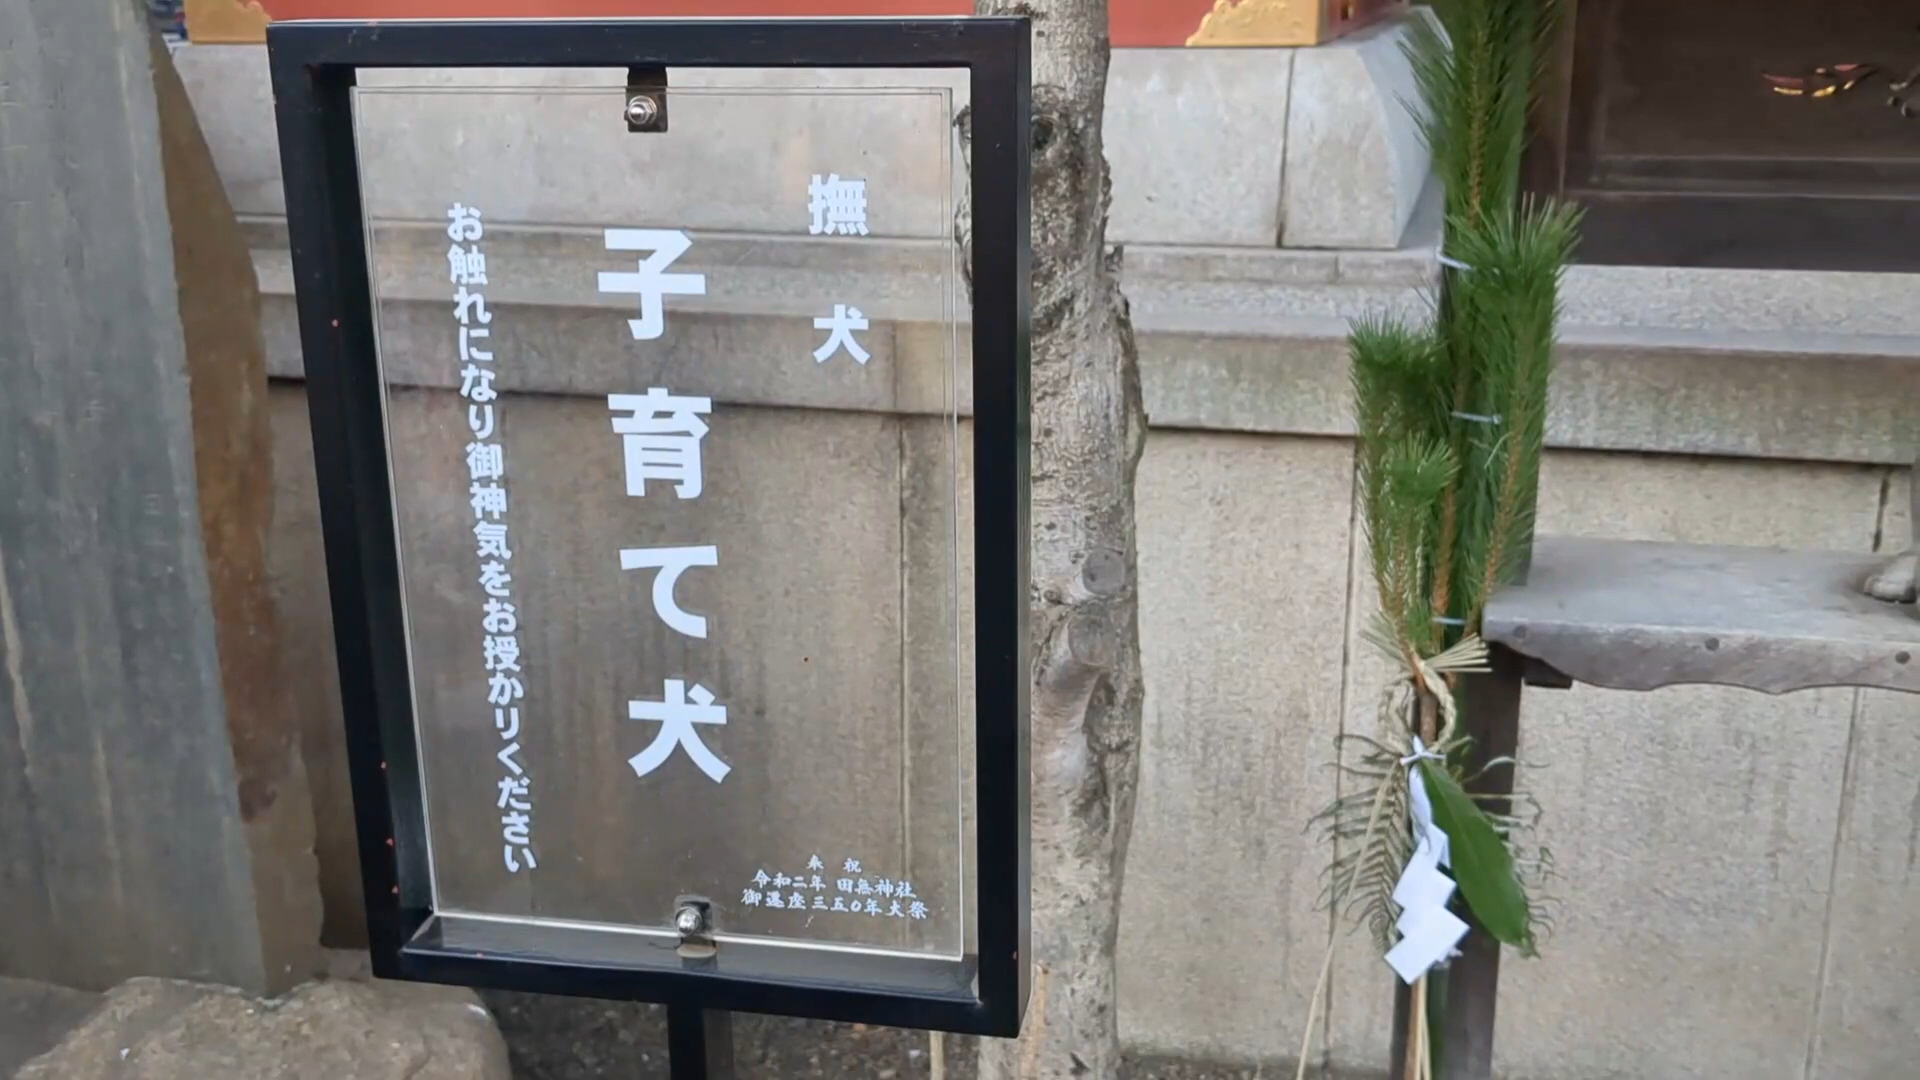 撫犬
子育て犬
お触れになり御神気をお授かりください
奉祝
令和二年 田無神社
御遷座三五〇年大祭